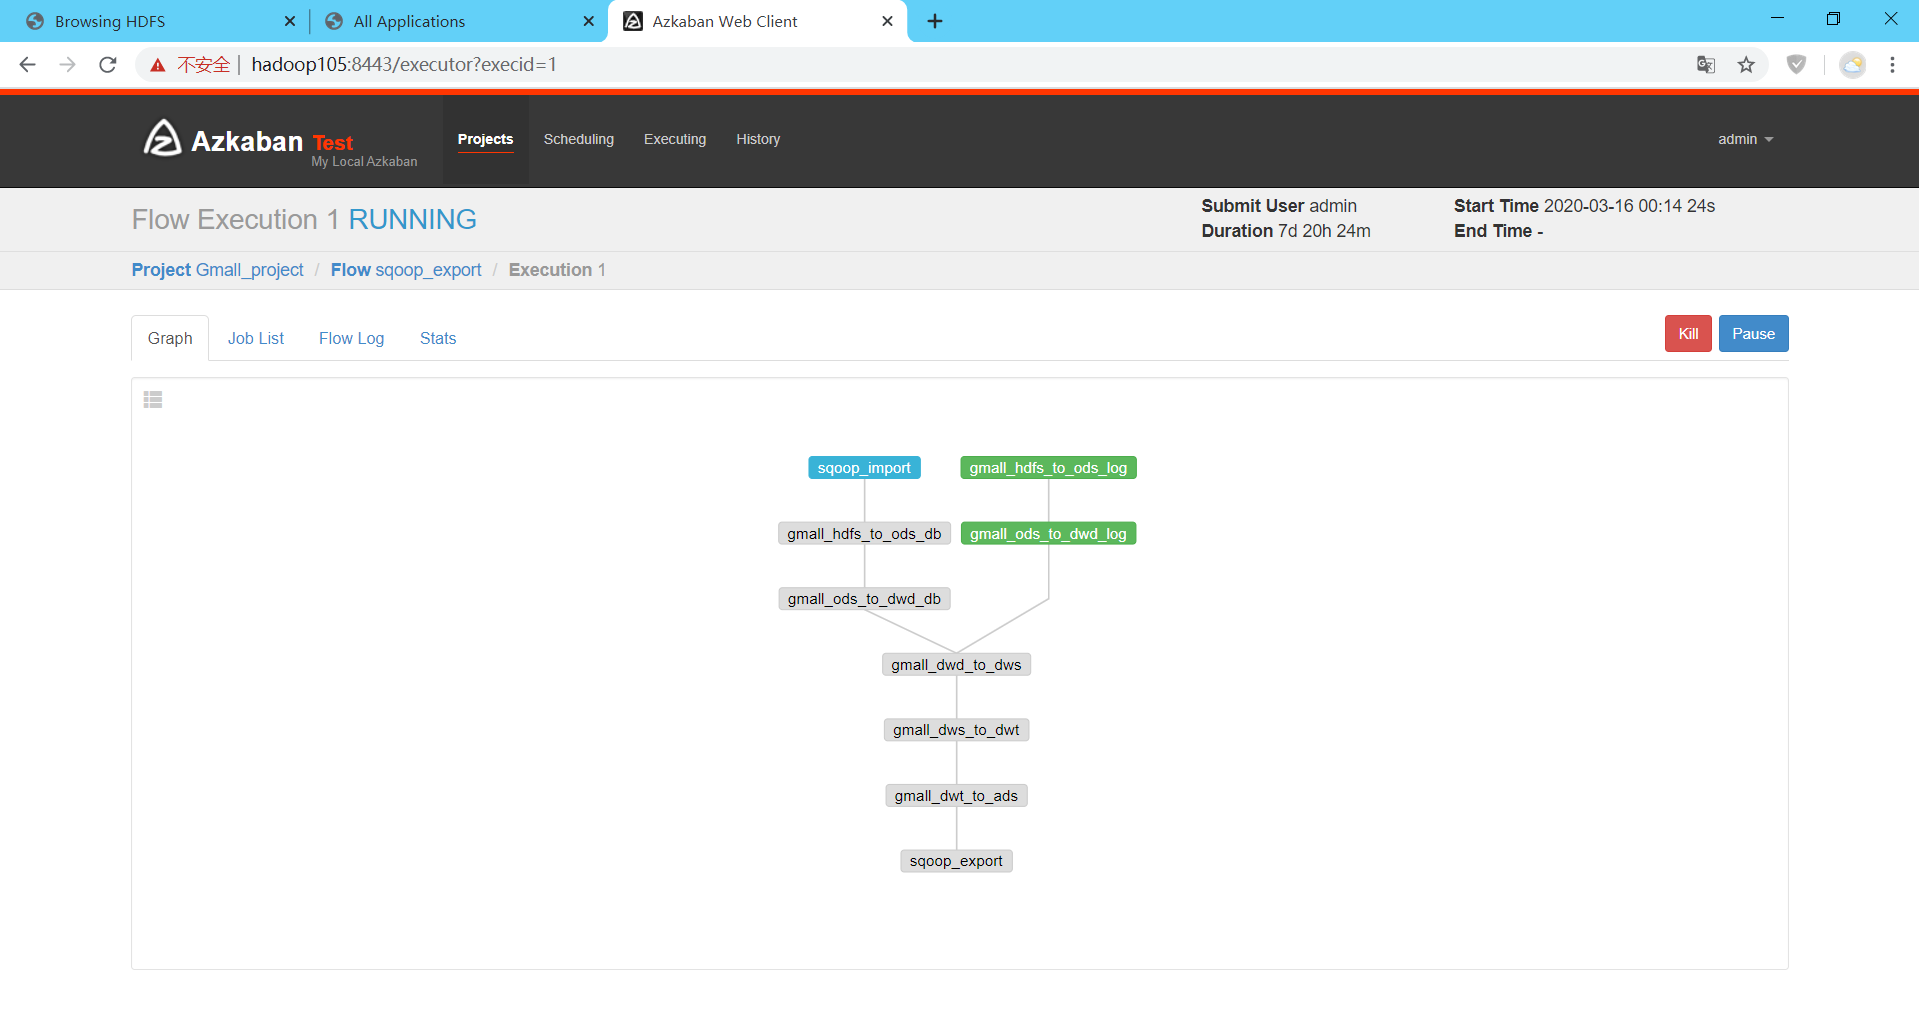 Browsing HDFS
All Applications
Azkaban Web Client
不安全 | hadoop105:8443/executor?execid=1
Azkaban Test
My Local Azkaban
Projects
Scheduling
Executing
History
admin
Flow Execution 1 RUNNING
Submit User admin
Duration 7d 20h 24m
Start Time 2020-03-16 00:14 24s
End Time -
Project Gmall_project / Flow sqoop_export / Execution 1
Graph
Job List
Flow Log
Stats
Kill
Pause
sqoop_import
gmall_hdfs_to_ods_log
gmall_hdfs_to_ods_db
gmall_ods_to_dwd_log
gmall_ods_to_dwd_db
gmall_dwd_to_dws
gmall_dws_to_dwt
gmall_dwt_to_ads
sqoop_export